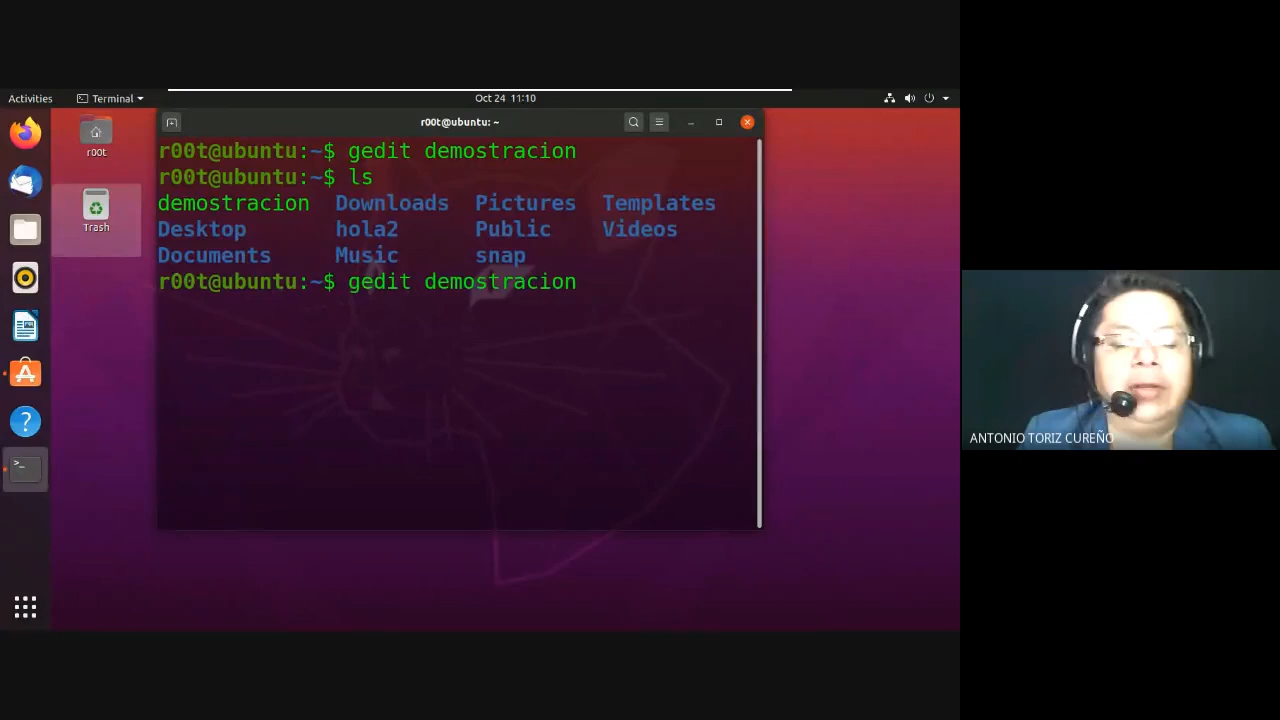 Activities
Terminal
Oct 24 11:10
r00t
Trash
r00t@ubuntu: ~
r00t@ubuntu:~$ gedit demostracion
r00t@ubuntu:~$ ls
demostracion Downloads Pictures Templates
Desktop hola2 Public Videos
Documents Music snap
r00t@ubuntu:~$ gedit demostracion
ANTONIO TORIZ CUREÑO